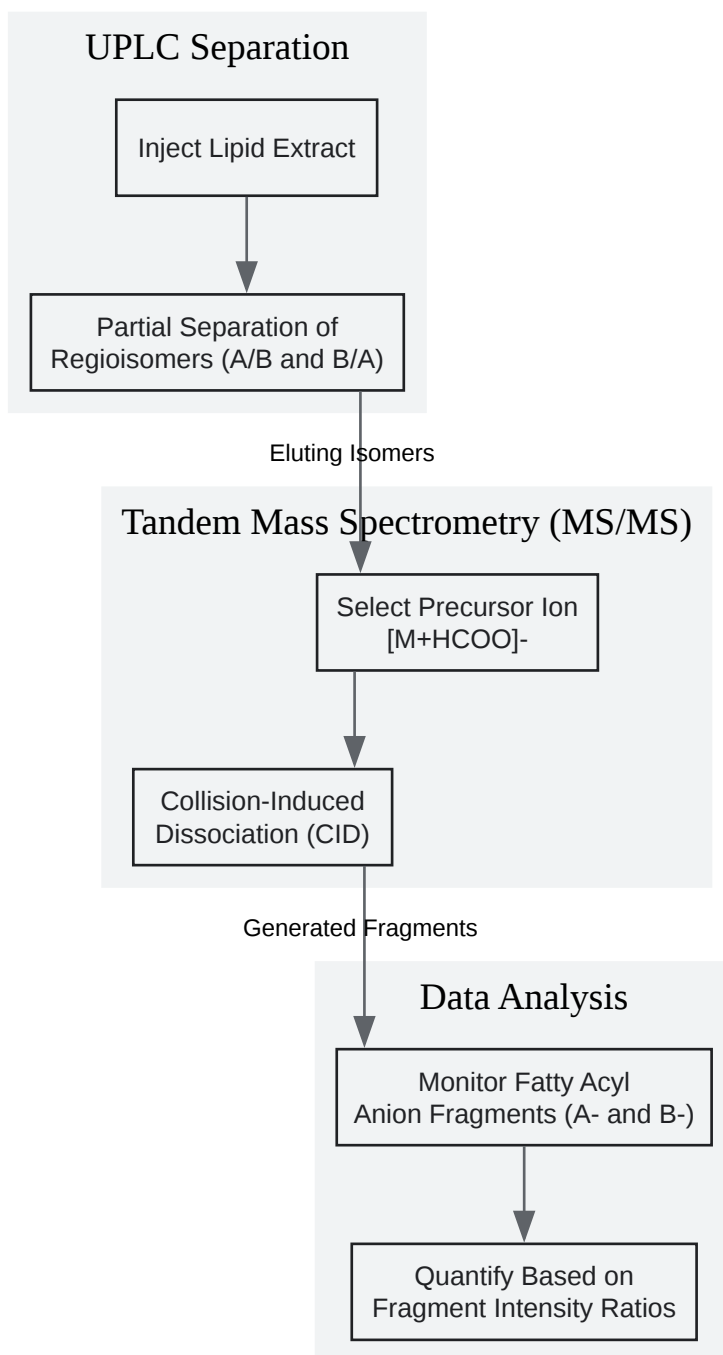 UPLC Separation
Inject Lipid Extract
Partial Separation of
Regioisomers (A/B and B/A)
Eluting Isomers
Tandem Mass Spectrometry (MS/MS)
Select Precursor Ion
[M+HCOO]-
Collision-Induced
Dissociation (CID)
Generated Fragments
Data Analysis
Monitor Fatty Acyl
Anion Fragments (A- and B-)
Quantify Based on
Fragment Intensity Ratios